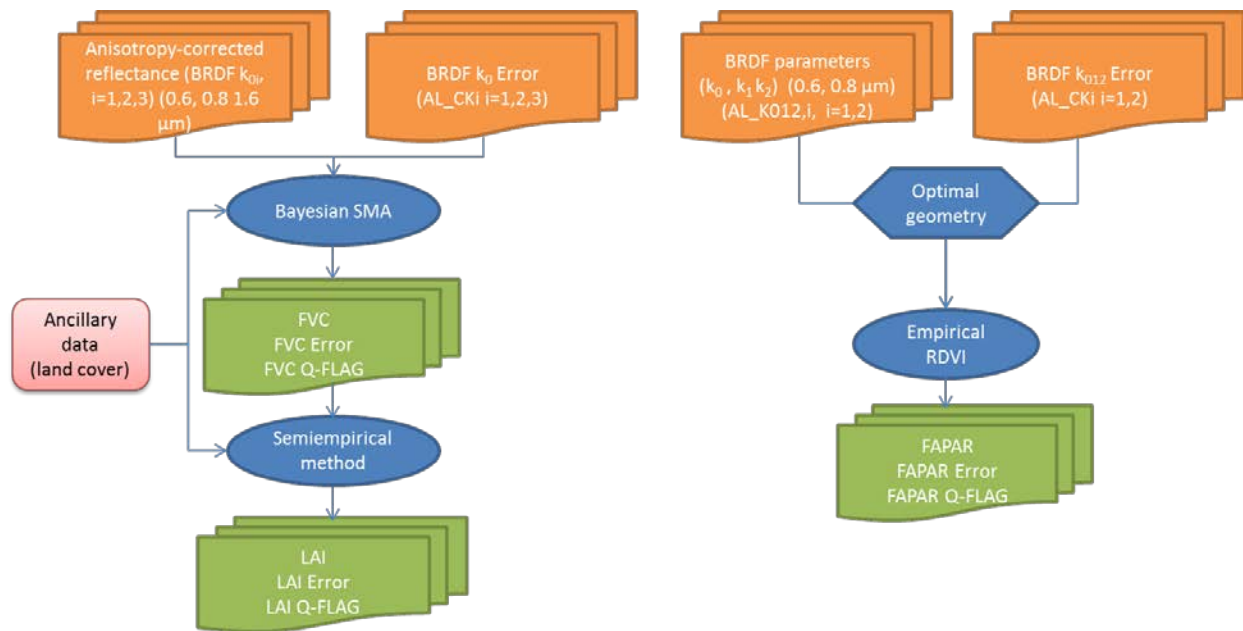 Anisotropy-corrected
reflectance (BRDF k0i,
i=1,2,3) (0.6, 0.8 1.6
µm)
BRDF k0 Error
(AL_CKi i=1,2,3)
BRDF parameters
(k0 , k1 k2) (0.6, 0.8 µm)
(AL_K012,i, i=1,2)
BRDF k012 Error
(AL_CKi i=1,2)
Bayesian SMA
Optimal
geometry
Ancillary
data
(land cover)
FVC
FVC Error
FVC Q-FLAG
Empirical
RDVI
Semiempirical
method
FAPAR
FAPAR Error
FAPAR Q-FLAG
LAI
LAI Error
LAI Q-FLAG